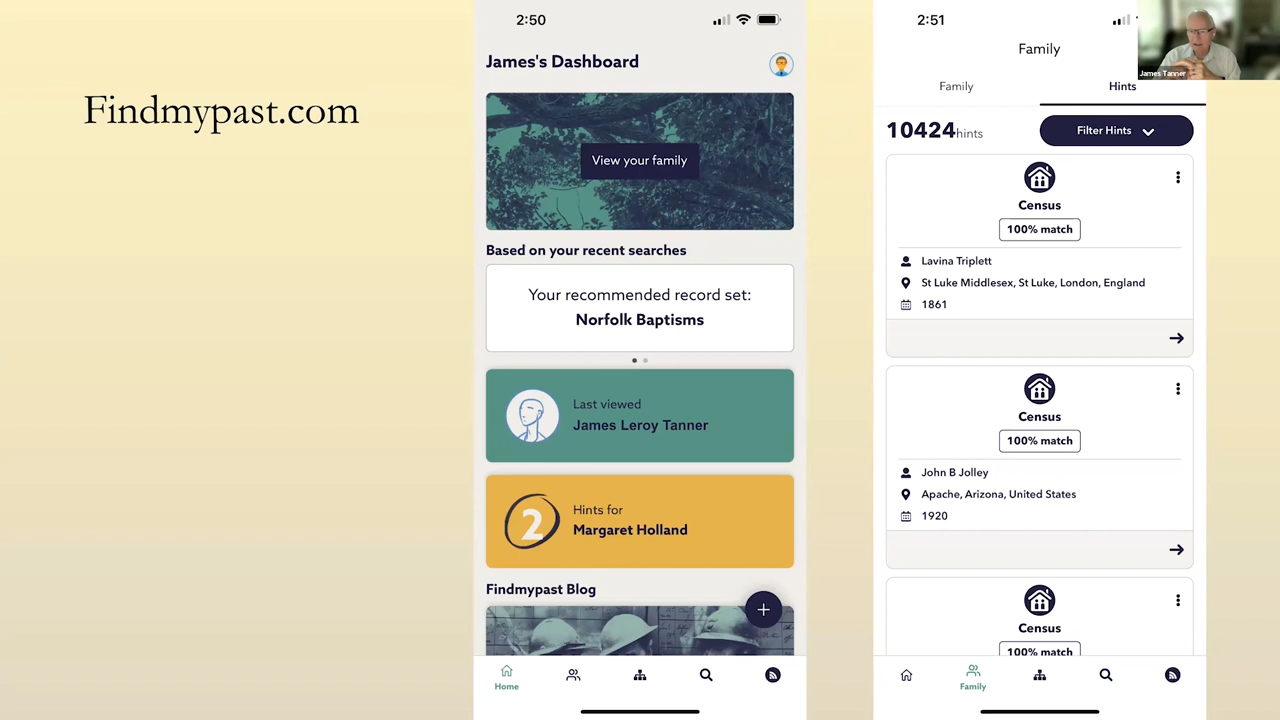 Findmypast.com
2:50
James's Dashboard
View your family
Based on your recent searches
Your recommended record set:
Norfolk Baptisms
Last viewed
James Leroy Tanner
2
Hints for
Margaret Holland
Findmypast Blog
+
Home
2:51
Family
James Tanner
Family
Hints
10424 hints
Filter Hints
Census
100% match
Lavina Triplett
St Luke Middlesex, St Luke, London, England
1861
Census
100% match
John B Jolley
Apache, Arizona, United States
1920
Census
100% match
Family